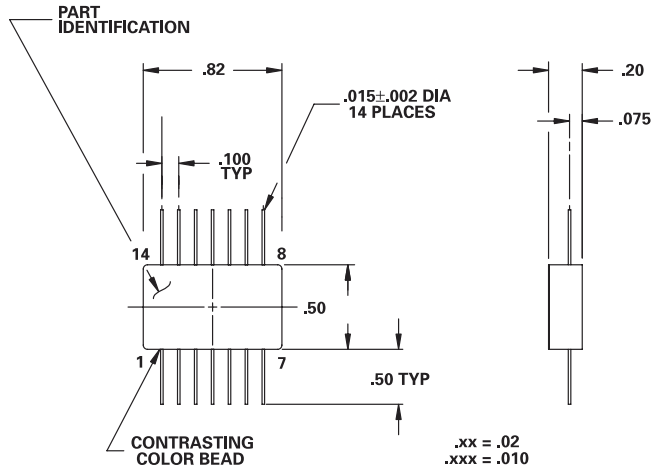 PART
IDENTIFICATION
.82
.20
.015±.002 DIA
14 PLACES
.075
.100
TYP
14
8
.50
1
7
.50 TYP
CONTRASTING
COLOR BEAD
.xx = .02
.xxx = .010